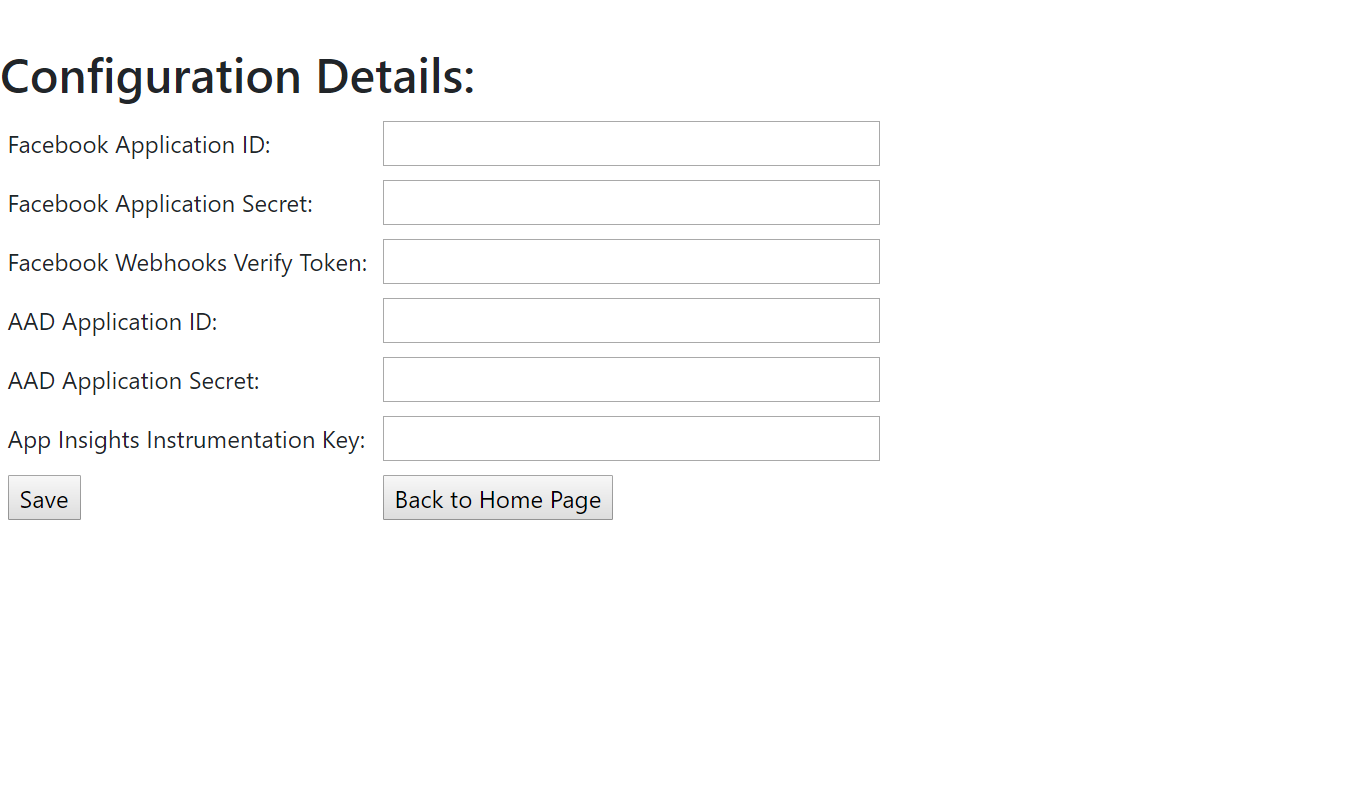 Configuration Details:
Facebook Application ID:
Facebook Application Secret:
Facebook Webhooks Verify Token:
AAD Application ID:
AAD Application Secret:
App Insights Instrumentation Key:
Save Back to Home Page